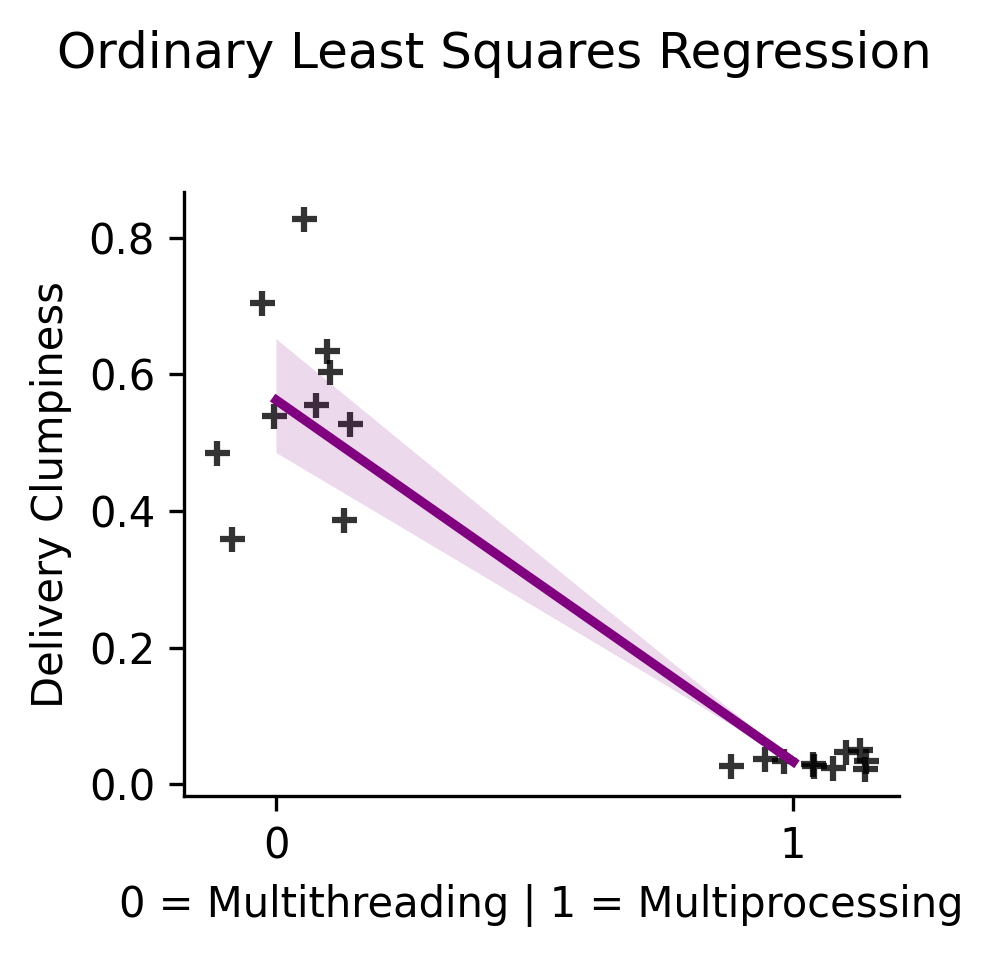 Ordinary Least Squares Regression
Delivery Clumpiness
0.8
0.6
0.4
0.2
0.0
0
1
0 = Multithreading | 1 = Multiprocessing